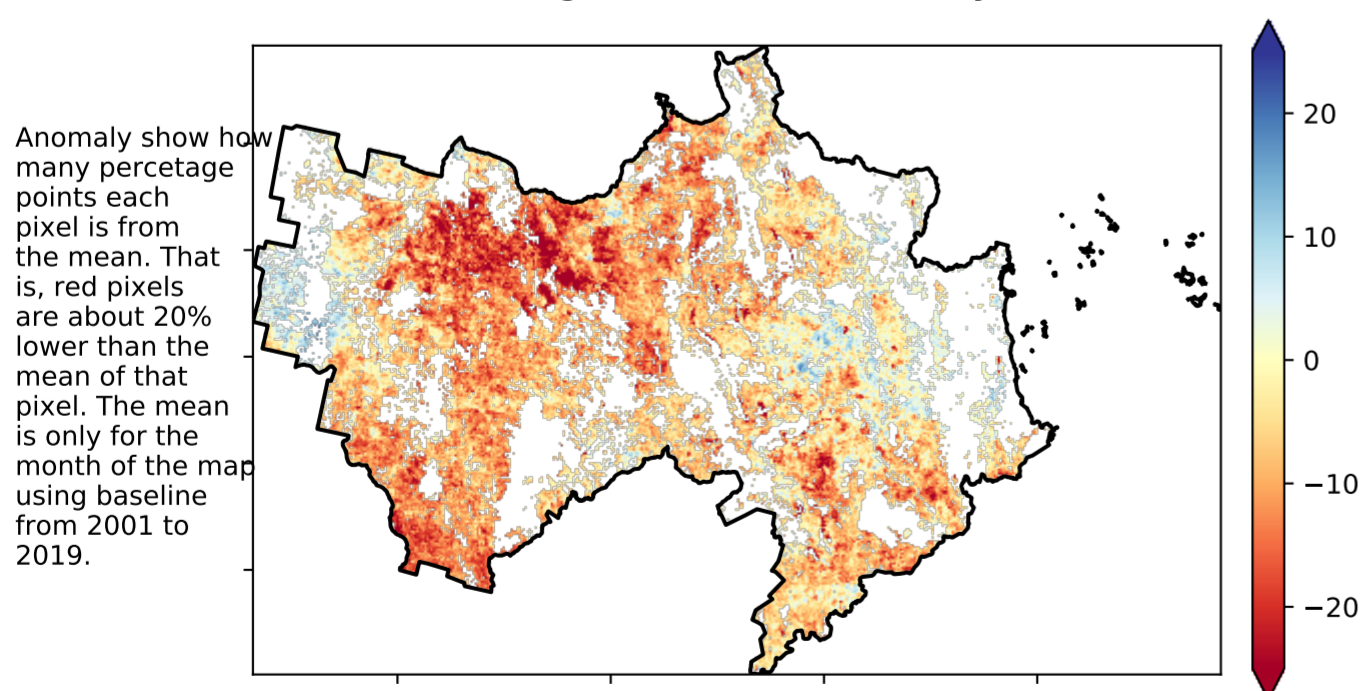 Anomaly show how
many percetage
points each
pixel is from
the mean. That
is, red pixels
are about 20%
lower than the
mean of that
pixel. The mean
is only for the
month of the map
using baseline
from 2001 to
2019.
20
10
0
−10
−20